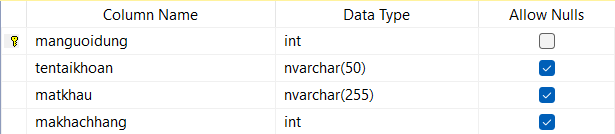 Column Name Data Type Allow Nulls
manguoidung int
tentaikhoan nvarchar(50)
matkhau nvarchar(255)
makhachhang int